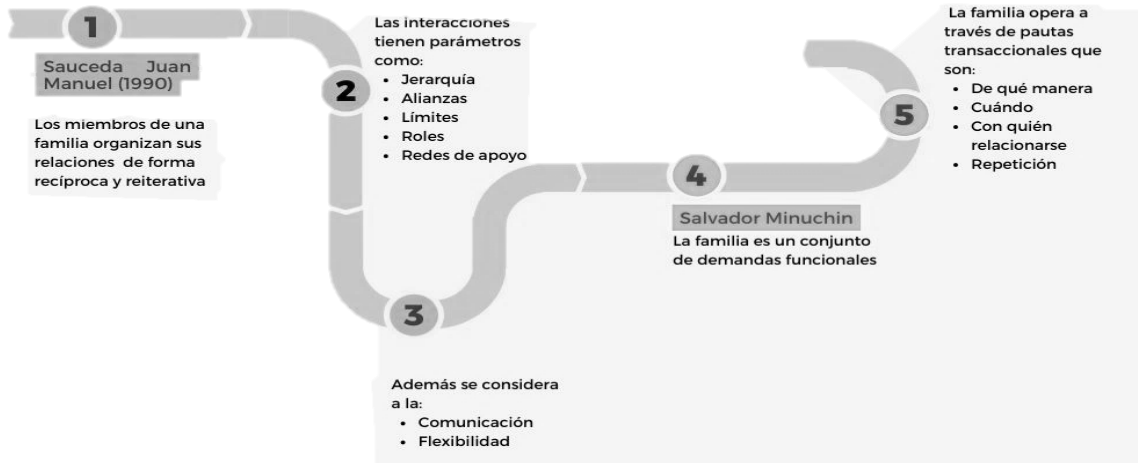 1
Sauceda Juan
Manuel (1990)
Los miembros de una
familia organizan sus
relaciones de forma
recíproca y reiterativa
2
Las interacciones
tienen parámetros
como:
• Jerarquía
• Alianzas
• Límites
• Roles
• Redes de apoyo
3
Además se considera
a la:
• Comunicación
• Flexibilidad
4
Salvador Minuchin
La familia es un conjunto
de demandas funcionales
5
La familia opera a
través de pautas
transaccionales que
son:
• De qué manera
• Cuándo
• Con quién
relacionarse
• Repetición